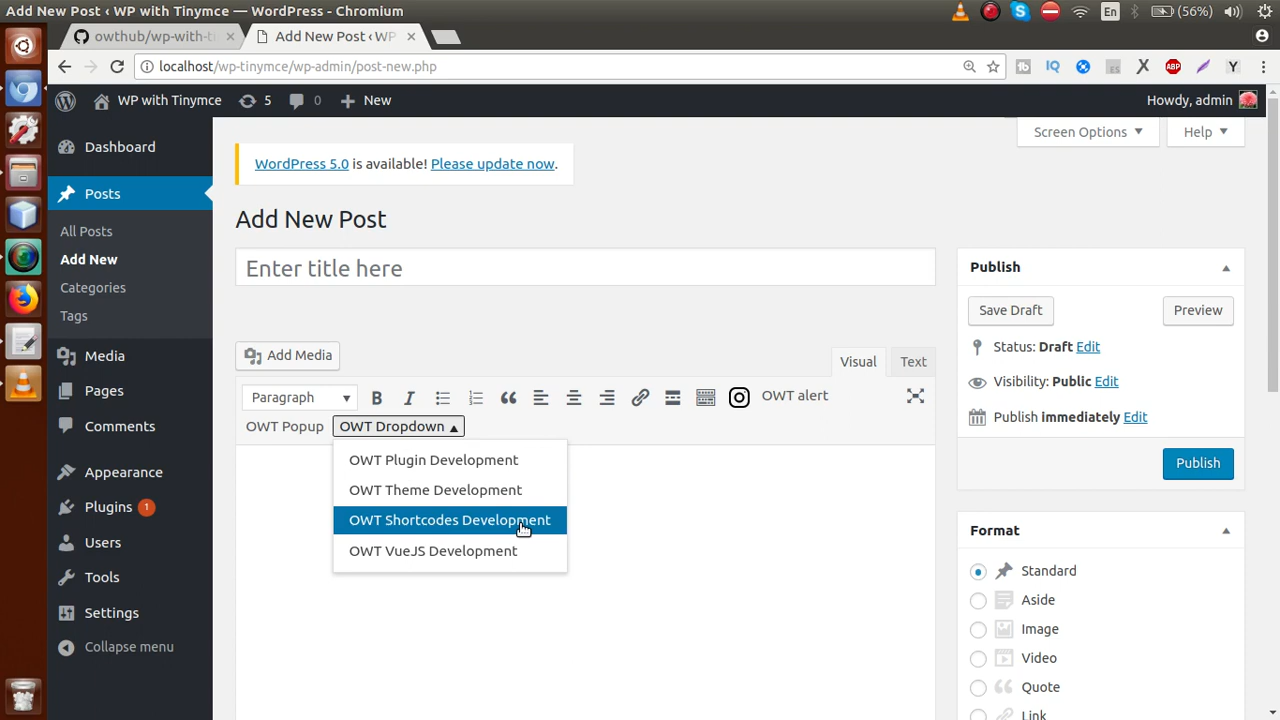 Add New Post ‹ WP with Tinymce — WordPress - Chromium
En
(56%)
owthub/wp-with-t
Add New Post ‹ WP
localhost/wp-tinymce/wp-admin/post-new.php
IQ
ES
X
ABP
Y
WP with Tinymce
5
0
New
Howdy, admin
Dashboard
Posts
All Posts
Add New
Categories
Tags
Media
Pages
Comments
Appearance
Plugins 1
Users
Tools
Settings
Collapse menu
Screen Options
Help
WordPress 5.0 is available! Please update now.
Add New Post
Enter title here
Add Media
Visual
Text
Paragraph
B
I
OWT alert
OWT Popup
OWT Dropdown
OWT Plugin Development
OWT Theme Development
OWT Shortcodes Development
OWT VueJS Development
Publish
Save Draft
Preview
Status: Draft Edit
Visibility: Public Edit
Publish immediately Edit
Publish
Format
Standard
Aside
Image
Video
Quote
Link